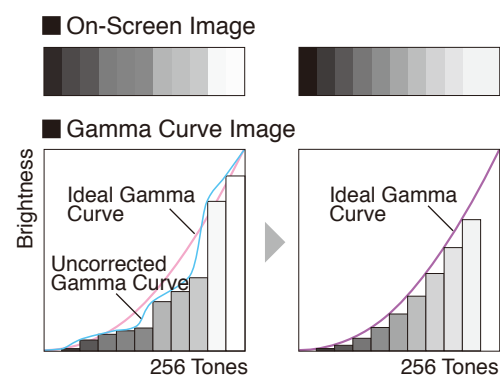 ■ On-Screen Image
■ Gamma Curve Image
Brightness
Ideal Gamma
Curve
Uncorrected
Gamma Curve
256 Tones
Ideal Gamma
Curve
256 Tones